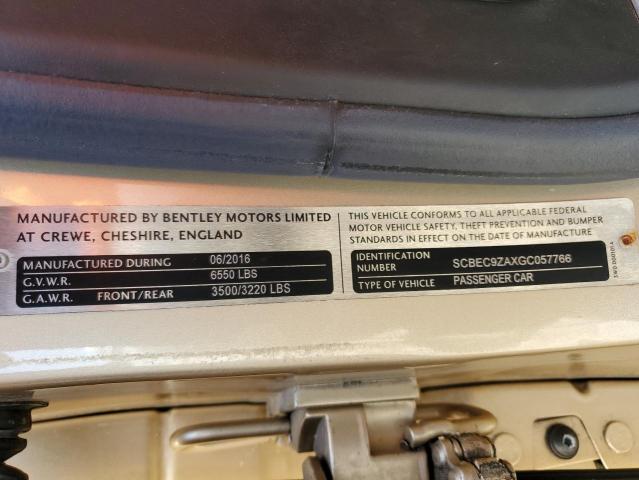 MANUFACTURED BY BENTLEY MOTORS LIMITED
AT CREWE, CHESHIRE, ENGLAND
MANUFACTURED DURING 06/2016
G.V.W.R. 6550 LBS
G.A.W.R. FRONT/REAR 3500/3220 LBS
THIS VEHICLE CONFORMS TO ALL APPLICABLE FEDERAL
MOTOR VEHICLE SAFETY, THEFT PREVENTION AND BUMPER
STANDARDS IN EFFECT ON THE DATE OF MANUFACTURE
IDENTIFICATION
NUMBER SCBEC9ZAXGC057766
TYPE OF VEHICLE PASSENGER CAR